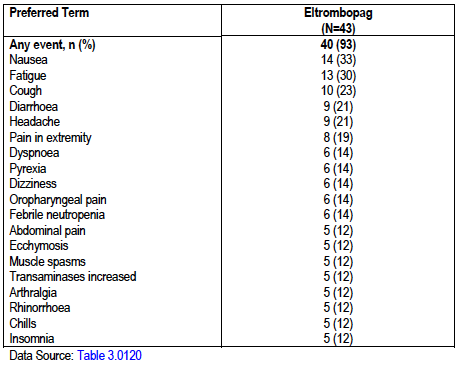 Preferred Term Eltrombopag
(N=43)
Any event, n (%) 40 (93)
Nausea 14 (33)
Fatigue 13 (30)
Cough 10 (23)
Diarrhoea 9 (21)
Headache 9 (21)
Pain in extremity 8 (19)
Dyspnoea 6 (14)
Pyrexia 6 (14)
Dizziness 6 (14)
Oropharyngeal pain 6 (14)
Febrile neutropenia 6 (14)
Abdominal pain 5 (12)
Ecchymosis 5 (12)
Muscle spasms 5 (12)
Transaminases increased 5 (12)
Arthralgia 5 (12)
Rhinorrhoea 5 (12)
Chills 5 (12)
Insomnia 5 (12)
Data Source: Table 3.0120